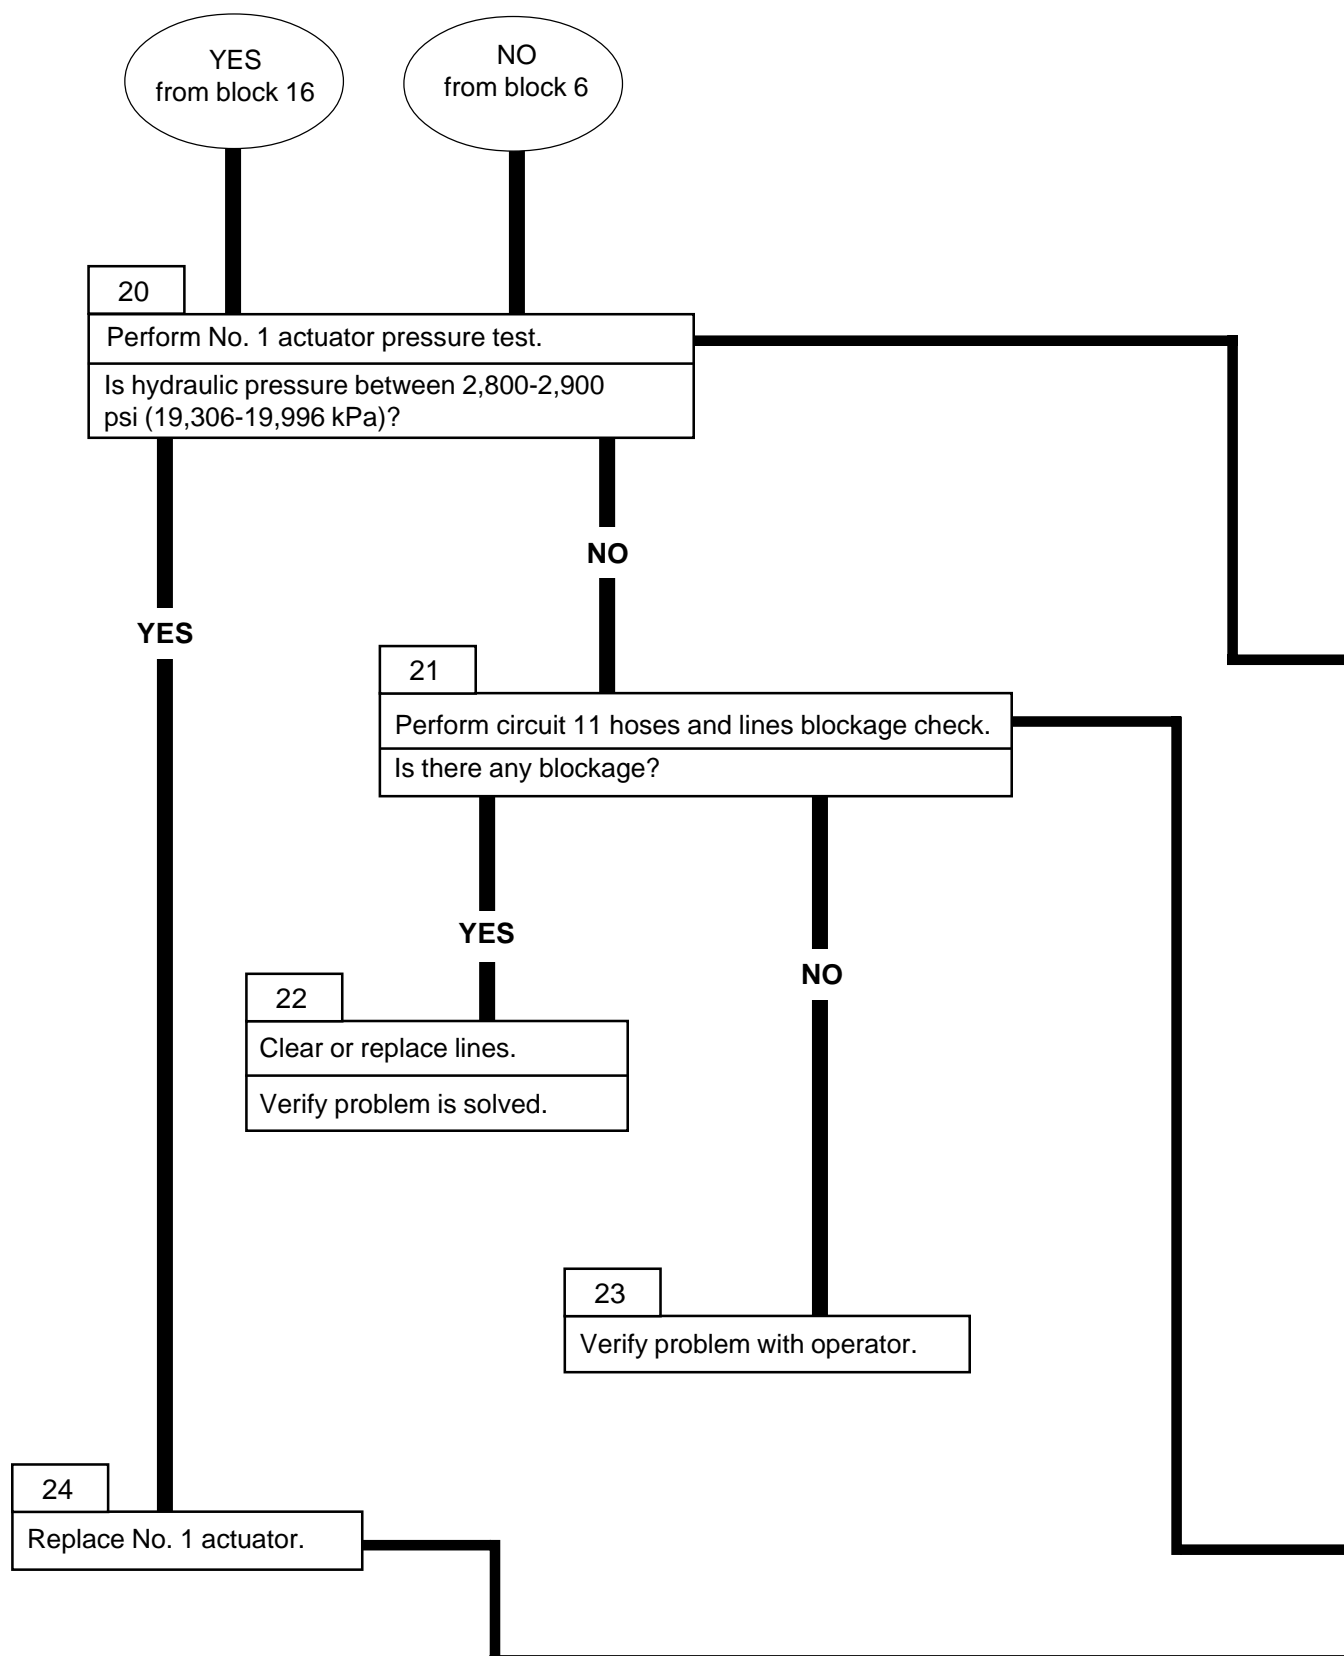 YES
from block 16
NO
from block 6
20
Perform No. 1 actuator pressure test.
Is hydraulic pressure between 2,800-2,900
psi (19,306-19,996 kPa)?
NO
YES
21
Perform circuit 11 hoses and lines blockage check.
Is there any blockage?
YES
NO
22
Clear or replace lines.
Verify problem is solved.
23
Verify problem with operator.
24
Replace No. 1 actuator.